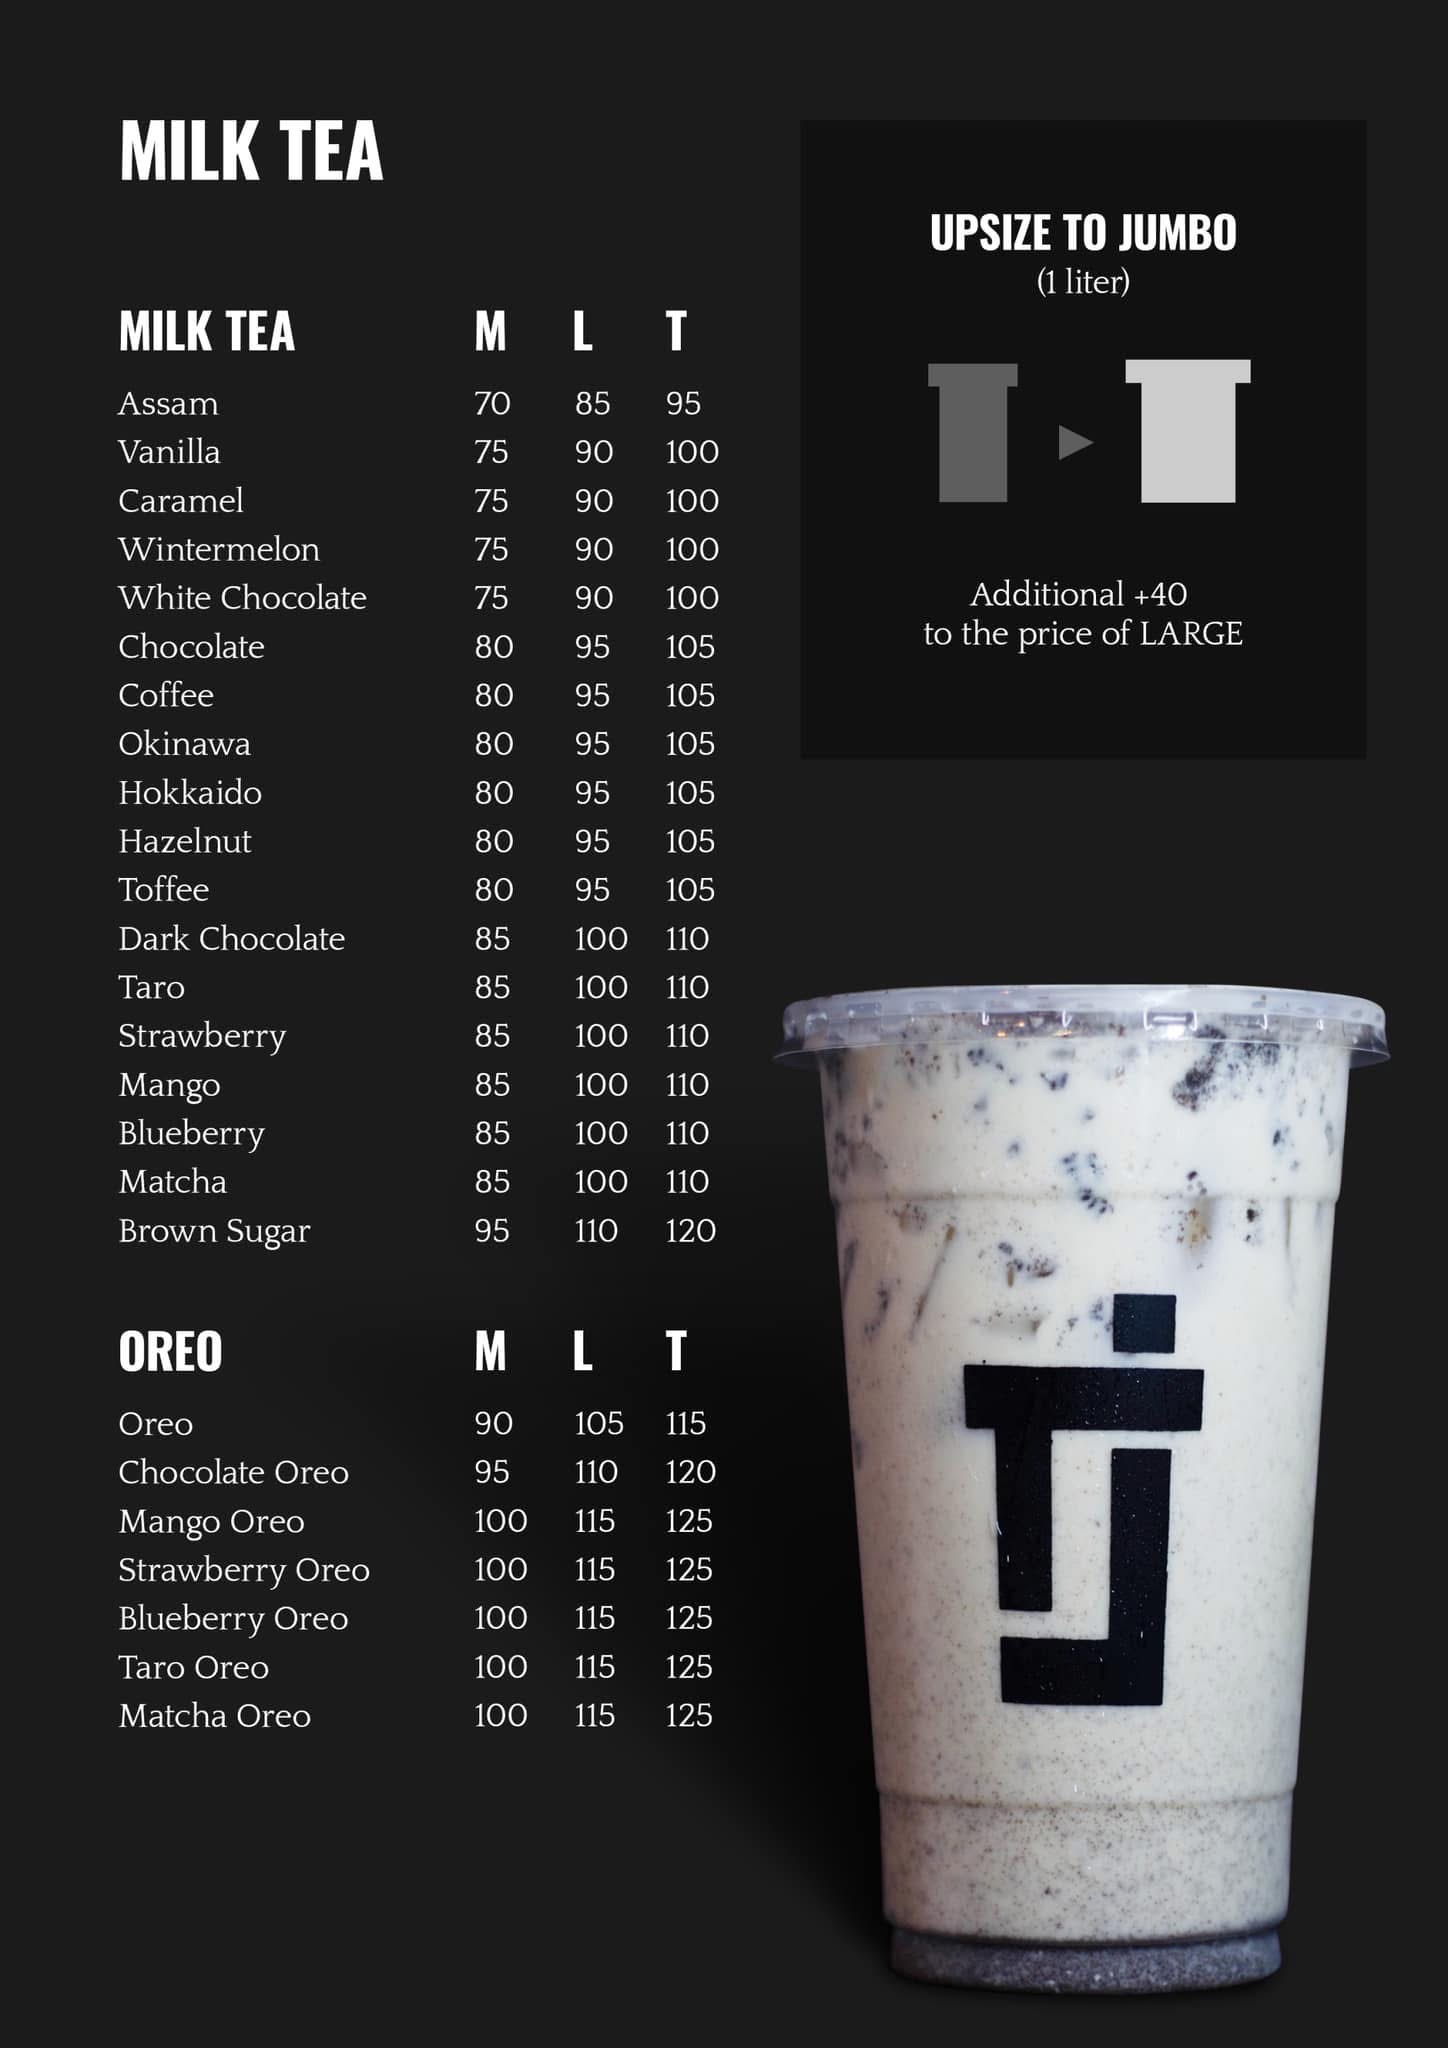 MILK TEA
MILK TEA M L T
Assam 70 85 95
Vanilla 75 90 100
Caramel 75 90 100
Wintermelon 75 90 100
White Chocolate 75 90 100
Chocolate 80 95 105
Coffee 80 95 105
Okinawa 80 95 105
Hokkaido 80 95 105
Hazelnut 80 95 105
Toffee 80 95 105
Dark Chocolate 85 100 110
Taro 85 100 110
Strawberry 85 100 110
Mango 85 100 110
Blueberry 85 100 110
Matcha 85 100 110
Brown Sugar 95 110 120
OREO M L T
Oreo 90 105 115
Chocolate Oreo 95 110 120
Mango Oreo 100 115 125
Strawberry Oreo 100 115 125
Blueberry Oreo 100 115 125
Taro Oreo 100 115 125
Matcha Oreo 100 115 125
UPSIZE TO JUMBO
(1 liter)
Additional +40
to the price of LARGE
Tj